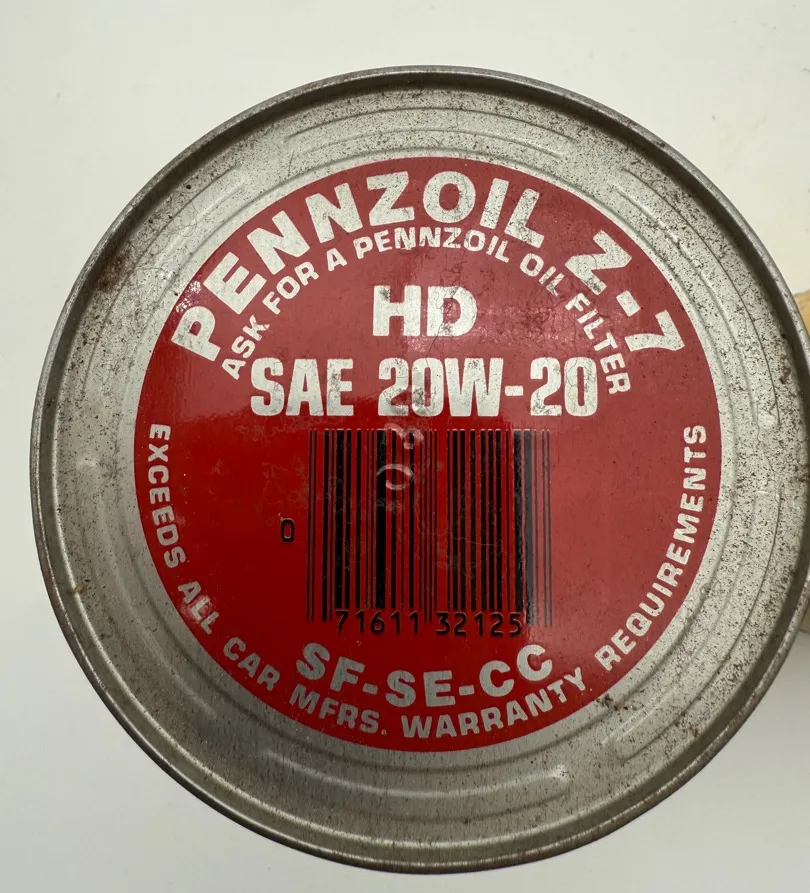 PENNZOIL Z-7
ASK FOR A PENNZOIL OIL FILTER
HD
SAE 20W-20
0 71611 32125
SF-SE-CC
EXCEEDS ALL CAR MFRS. WARRANTY REQUIREMENTS